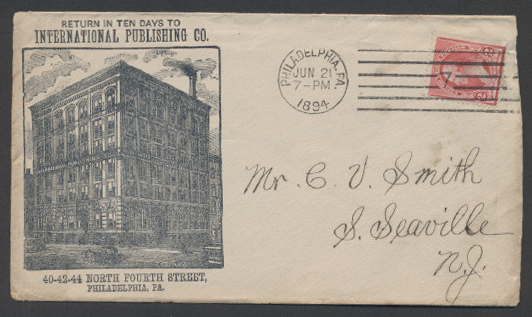 RETURN IN TEN DAYS TO
INTERNATIONAL PUBLISHING CO.
PHILADELPHIA, PA.
JUN 21
7-PM.
1894
Mr. C. V. Smith
S. Seaville
N.J.
40-42-44 NORTH FOURTH STREET,
PHILADELPHIA, PA.